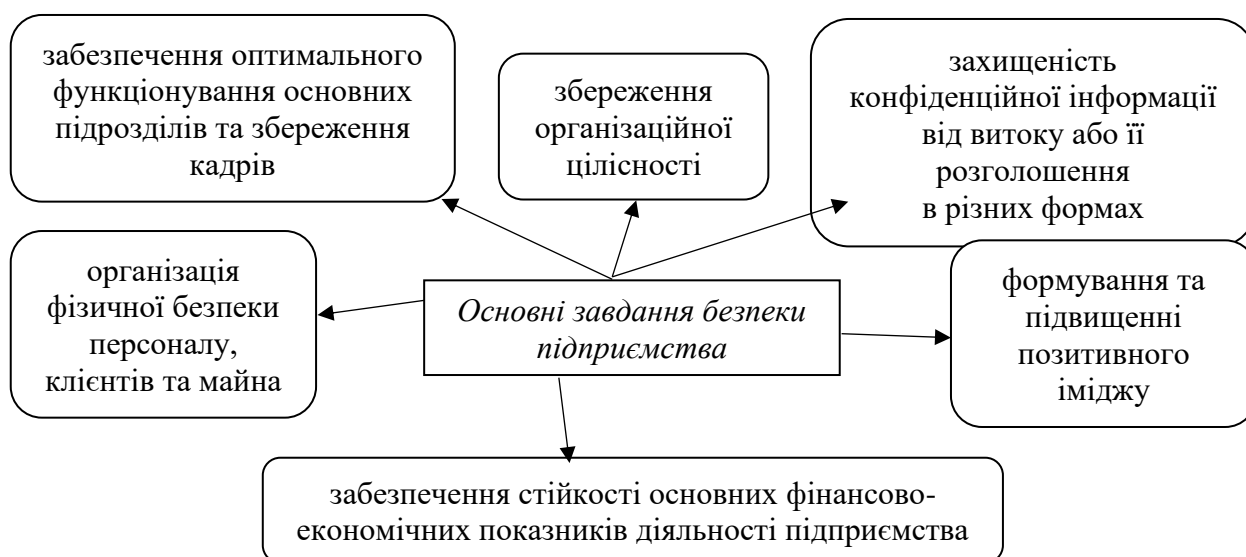 забезпечення оптимального
функціонування основних
підрозділів та збереження
кадрів
збереження
організаційної
цілісності
захищеність
конфіденційної інформації
від витоку або її
розголошення
в різних формах
організація
фізичної безпеки
персоналу,
клієнтів та майна
Основні завдання безпеки
підприємства
формування та
підвищенні
позитивного
іміджу
забезпечення стійкості основних фінансово-
економічних показників діяльності підприємства